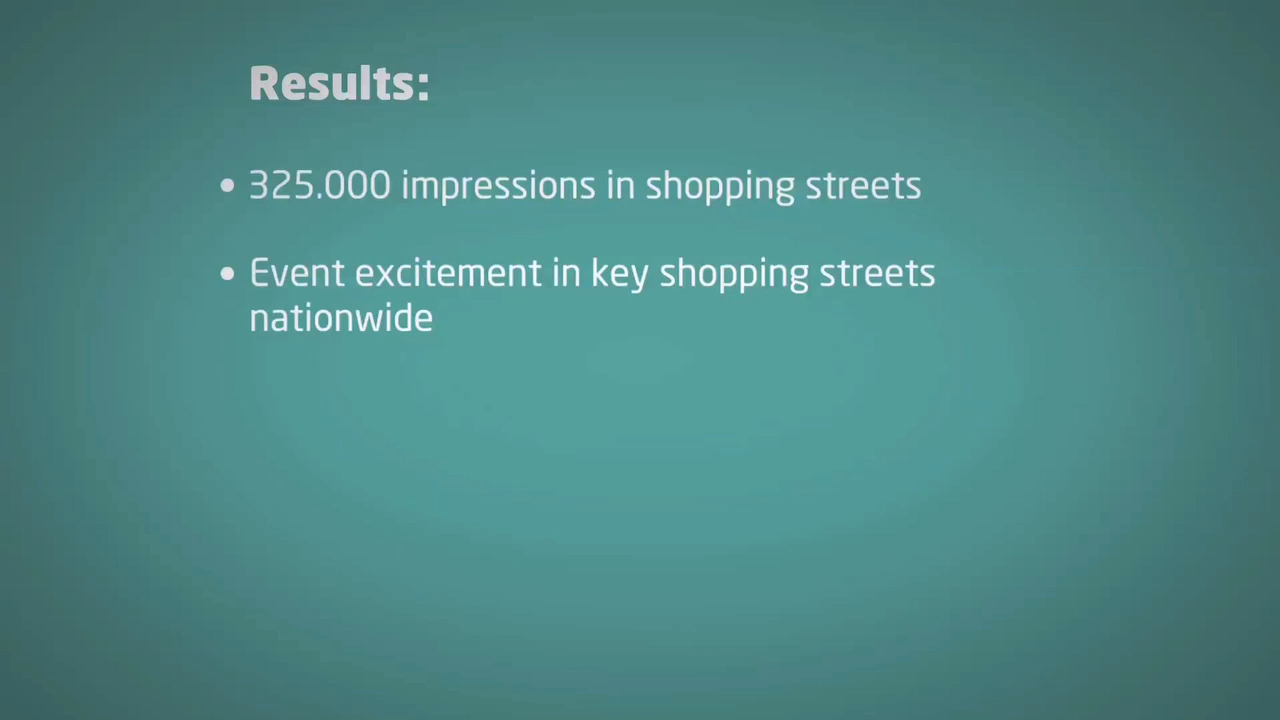 Results:
• 325.000 impressions in shopping streets
• Event excitement in key shopping streets
nationwide